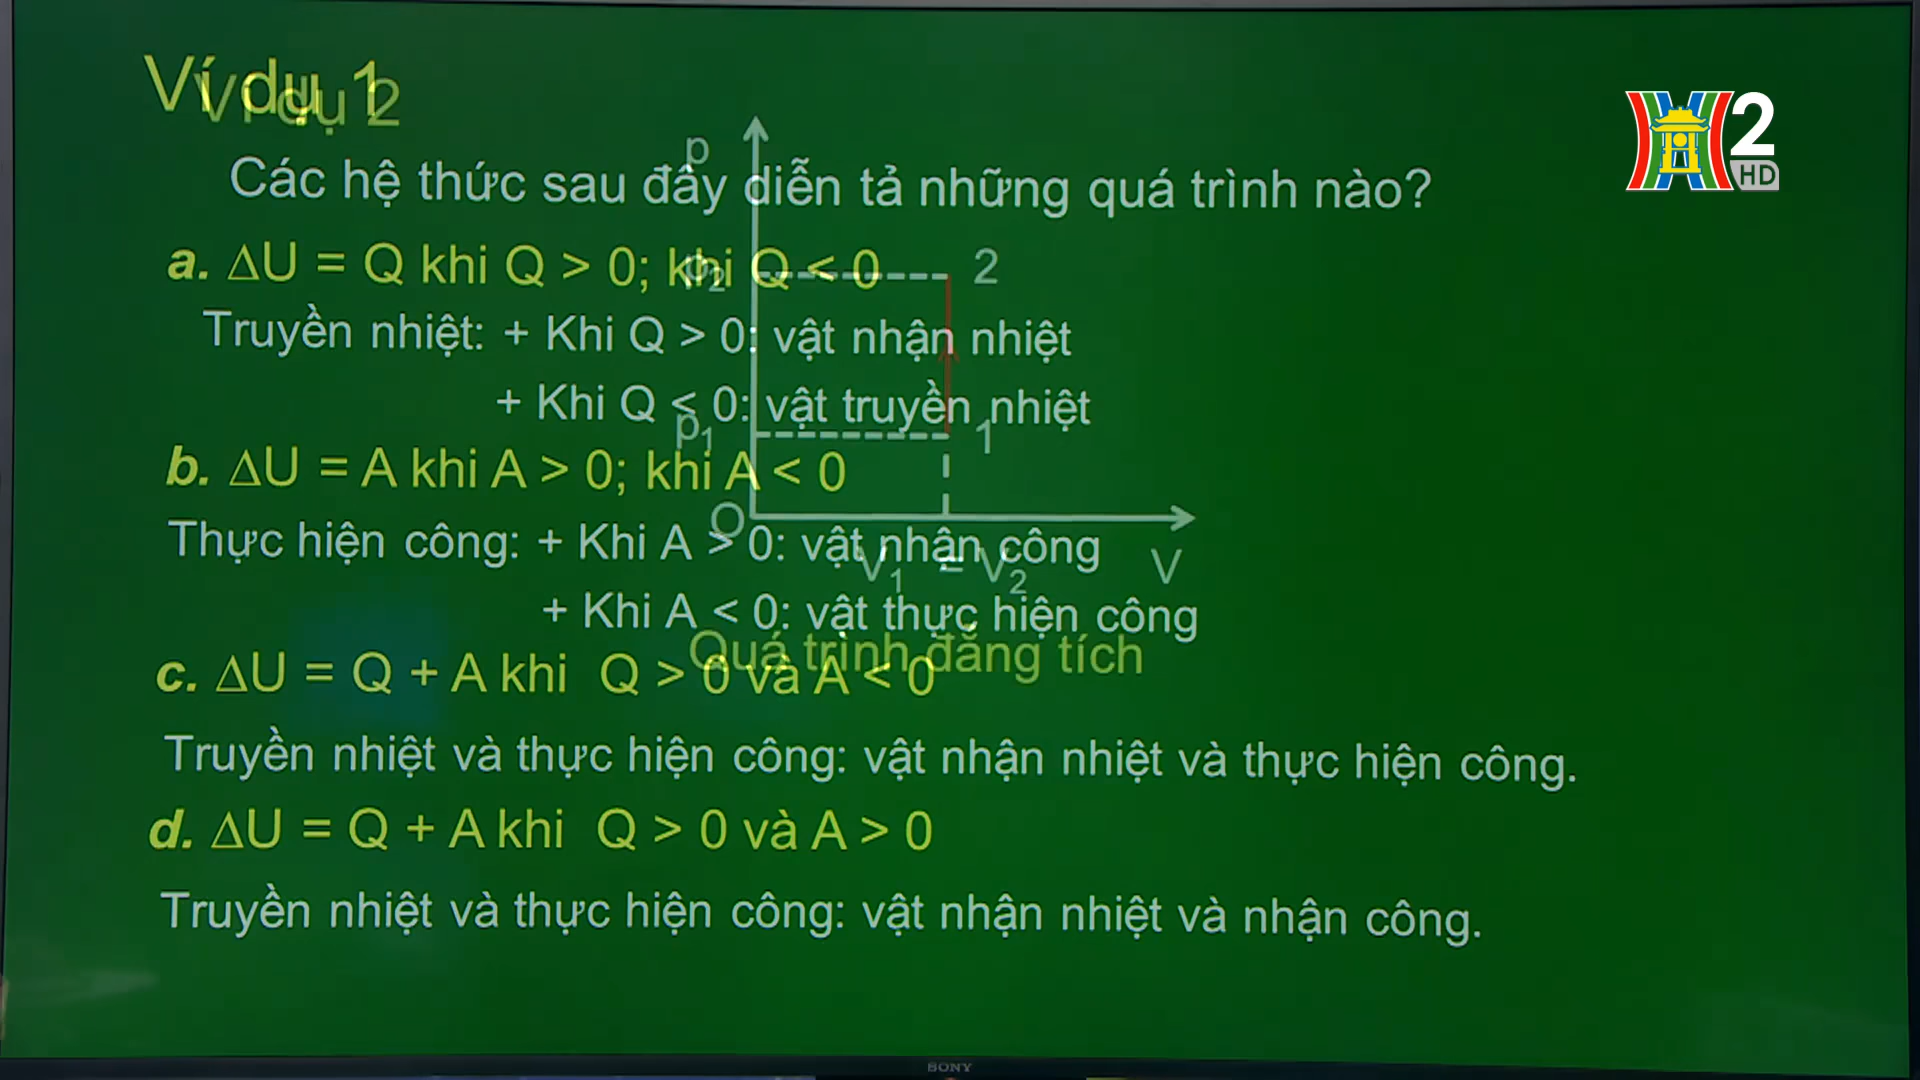 Ví dụ 1
Ví dụ 2
Các hệ thức sau đây diễn tả những quá trình nào?
a. ∆U = Q khi Q > 0; khi Q < 0
Truyền nhiệt: + Khi Q > 0: vật nhận nhiệt
+ Khi Q < 0: vật truyền nhiệt
b. ∆U = A khi A > 0; khi A < 0
Thực hiện công: + Khi A > 0: vật nhận công
+ Khi A < 0: vật thực hiện công
c. ∆U = Q + A khi Q > 0 và A < 0
Truyền nhiệt và thực hiện công: vật nhận nhiệt và thực hiện công.
d. ∆U = Q + A khi Q > 0 và A > 0
Truyền nhiệt và thực hiện công: vật nhận nhiệt và nhận công.
p
p₂
2
p₁
1
O
V₁ = V₂
V
Quá trình đẳng tích
2
HD
SONY